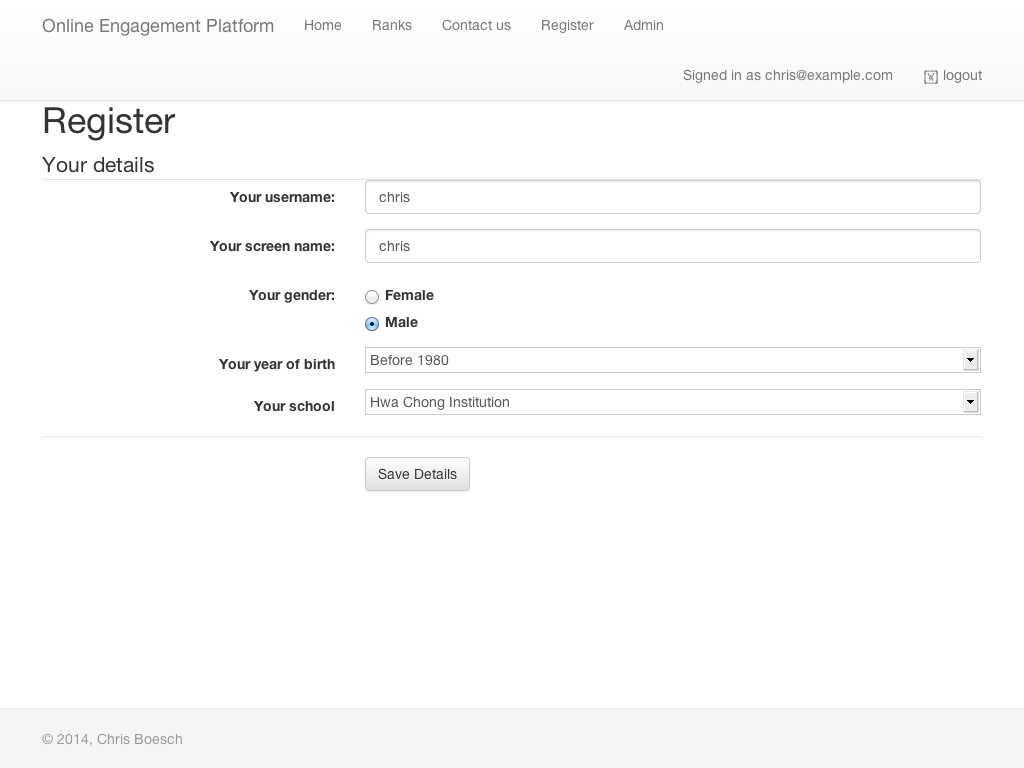 Online Engagement Platform Home Ranks Contact us Register Admin
Signed in as chris@example.com logout
Register
Your details
Your username: chris
Your screen name: chris
Your gender: Female
Male
Your year of birth Before 1980
Your school Hwa Chong Institution
Save Details
© 2014, Chris Boesch